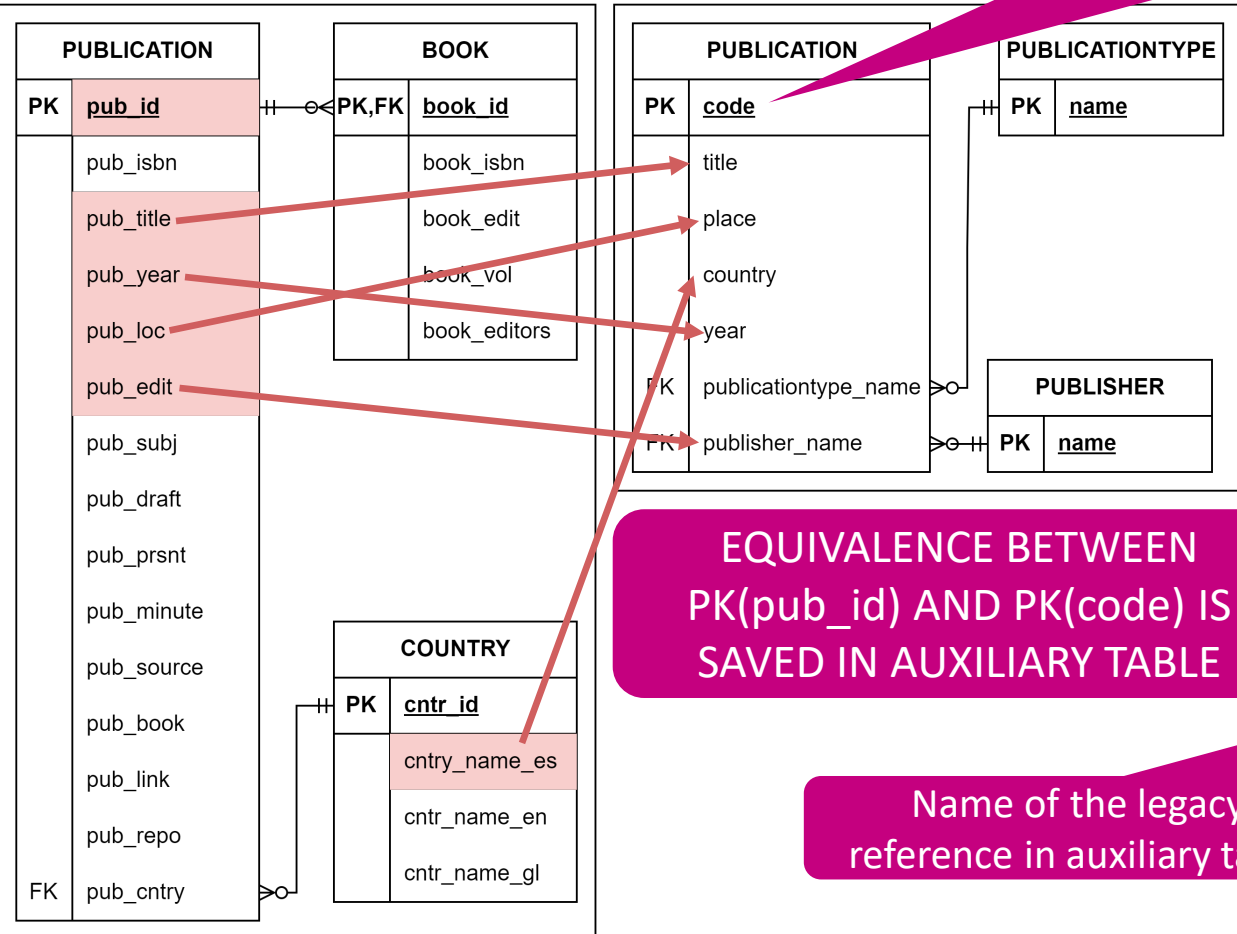 PUBLICATION
PK pub_id
pub_isbn
pub_title
pub_year
pub_loc
pub_edit
pub_subj
pub_draft
pub_prsnt
pub_minute
pub_source
pub_book
pub_link
pub_repo
FK pub_cntry
BOOK
PK,FK book_id
book_isbn
book_edit
book_vol
book_editors
COUNTRY
PK cntr_id
cntry_name_es
cntr_name_en
cntr_name_gl
PUBLICATION
PK code
title
place
country
year
FK publicationtype_name
FK publisher_name
PUBLICATIONTYPE
PK name
PUBLISHER
PK name
EQUIVALENCE BETWEEN
PK(pub_id) AND PK(code) IS
SAVED IN AUXILIARY TABLE
Name of the legacy
reference in auxiliary